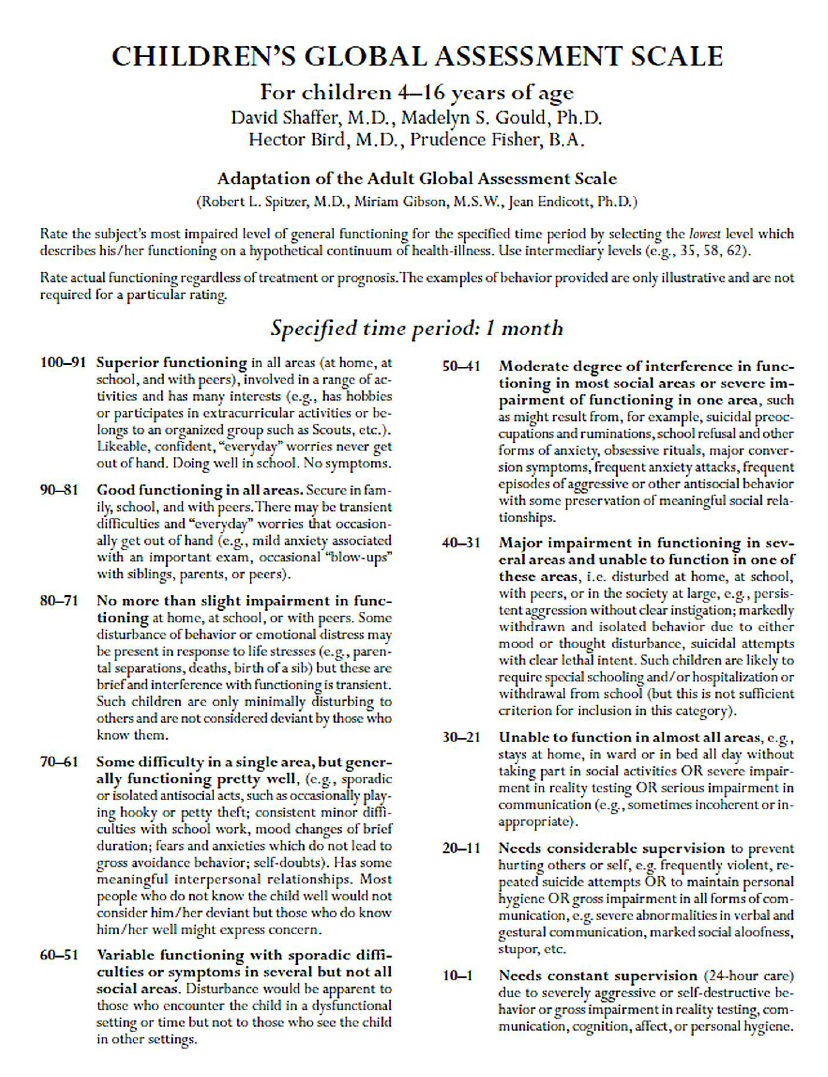 CHILDREN'S GLOBAL ASSESSMENT SCALE
For children 4–16 years of age
David Shaffer, M.D., Madelyn S. Gould, Ph.D.
Hector Bird, M.D., Prudence Fisher, B.A.
Adaptation of the Adult Global Assessment Scale
(Robert L. Spitzer, M.D., Miriam Gibson, M.S.W., Jean Endicott, Ph.D.)
Rate the subject's most impaired level of general functioning for the specified time period by selecting the lowest level which
describes his/her functioning on a hypothetical continuum of health-illness. Use intermediary levels (e.g., 35, 58, 62).
Rate actual functioning regardless of treatment or prognosis. The examples of behavior provided are only illustrative and are not
required for a particular rating.
Specified time period: 1 month
100–91 Superior functioning in all areas (at home, at
school, and with peers), involved in a range of ac-
tivities and has many interests (e.g., has hobbies
or participates in extracurricular activities or be-
longs to an organized group such as Scouts, etc.).
Likeable, confident, "everyday" worries never get
out of hand. Doing well in school. No symptoms.
90–81 Good functioning in all areas. Secure in fam-
ily, school, and with peers. There may be transient
difficulties and "everyday" worries that occasion-
ally get out of hand (e.g., mild anxiety associated
with an important exam, occasional "blow-ups"
with siblings, parents, or peers).
80–71 No more than slight impairment in func-
tioning at home, at school, or with peers. Some
disturbance of behavior or emotional distress may
be present in response to life stresses (e.g., paren-
tal separations, deaths, birth of a sib) but these are
brief and interference with functioning is transient.
Such children are only minimally disturbing to
others and are not considered deviant by those who
know them.
70–61 Some difficulty in a single area, but gener-
ally functioning pretty well, (e.g., sporadic
or isolated antisocial acts, such as occasionally play-
ing hooky or petty theft; consistent minor diffi-
culties with school work, mood changes of brief
duration; fears and anxieties which do not lead to
gross avoidance behavior; self-doubts). Has some
meaningful interpersonal relationships. Most
people who do not know the child well would not
consider him/her deviant but those who do know
him/her well might express concern.
60–51 Variable functioning with sporadic diffi-
culties or symptoms in several but not all
social areas. Disturbance would be apparent to
those who encounter the child in a dysfunctional
setting or time but not to those who see the child
in other settings.
50–41 Moderate degree of interference in func-
tioning in most social areas or severe im-
pairment of functioning in one area, such
as might result from, for example, suicidal preoc-
cupations and ruminations, school refusal and other
forms of anxiety, obsessive rituals, major conver-
sion symptoms, frequent anxiety attacks, frequent
episodes of aggressive or other antisocial behavior
with some preservation of meaningful social rela-
tionships.
40–31 Major impairment in functioning in sev-
eral areas and unable to function in one of
these areas, i.e. disturbed at home, at school,
with peers, or in the society at large, e.g., persis-
tent aggression without clear instigation; markedly
withdrawn and isolated behavior due to either
mood or thought disturbance, suicidal attempts
with clear lethal intent. Such children are likely to
require special schooling and/or hospitalization or
withdrawal from school (but this is not sufficient
criterion for inclusion in this category).
30–21 Unable to function in almost all areas, e.g.,
stays at home, in ward or in bed all day without
taking part in social activities OR severe impair-
ment in reality testing OR serious impairment in
communication (e.g., sometimes incoherent or in-
appropriate).
20–11 Needs considerable supervision to prevent
hurting others or self, e.g. frequently violent, re-
peated suicide attempts OR to maintain personal
hygiene OR gross impairment in all forms of com-
munication, e.g. severe abnormalities in verbal and
gestural communication, marked social aloofness,
stupor, etc.
10–1 Needs constant supervision (24-hour care)
due to severely aggressive or self-destructive be-
havior or gross impairment in reality testing, com-
munication, cognition, affect, or personal hygiene.